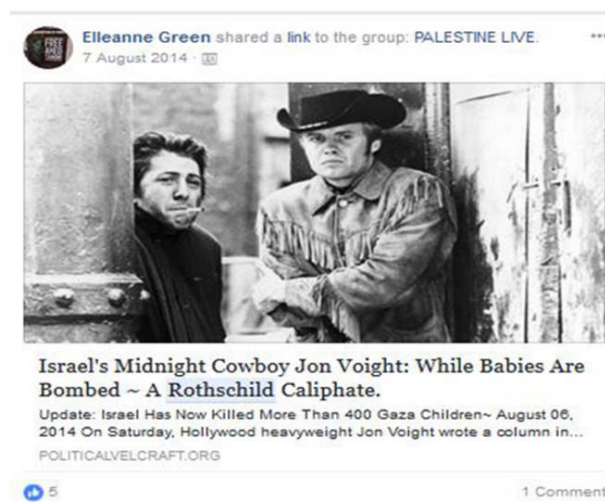 Elleanne Green shared a link to the group: PALESTINE LIVE.
7 August 2014
Israel's Midnight Cowboy Jon Voight: While Babies Are
Bombed ~ A Rothschild Caliphate.
Update: Israel Has Now Killed More Than 400 Gaza Children~ August 06,
2014 On Saturday, Hollywood heavyweight Jon Voight wrote a column in...
POLITICALVELCRAFT.ORG
5
1 Comment